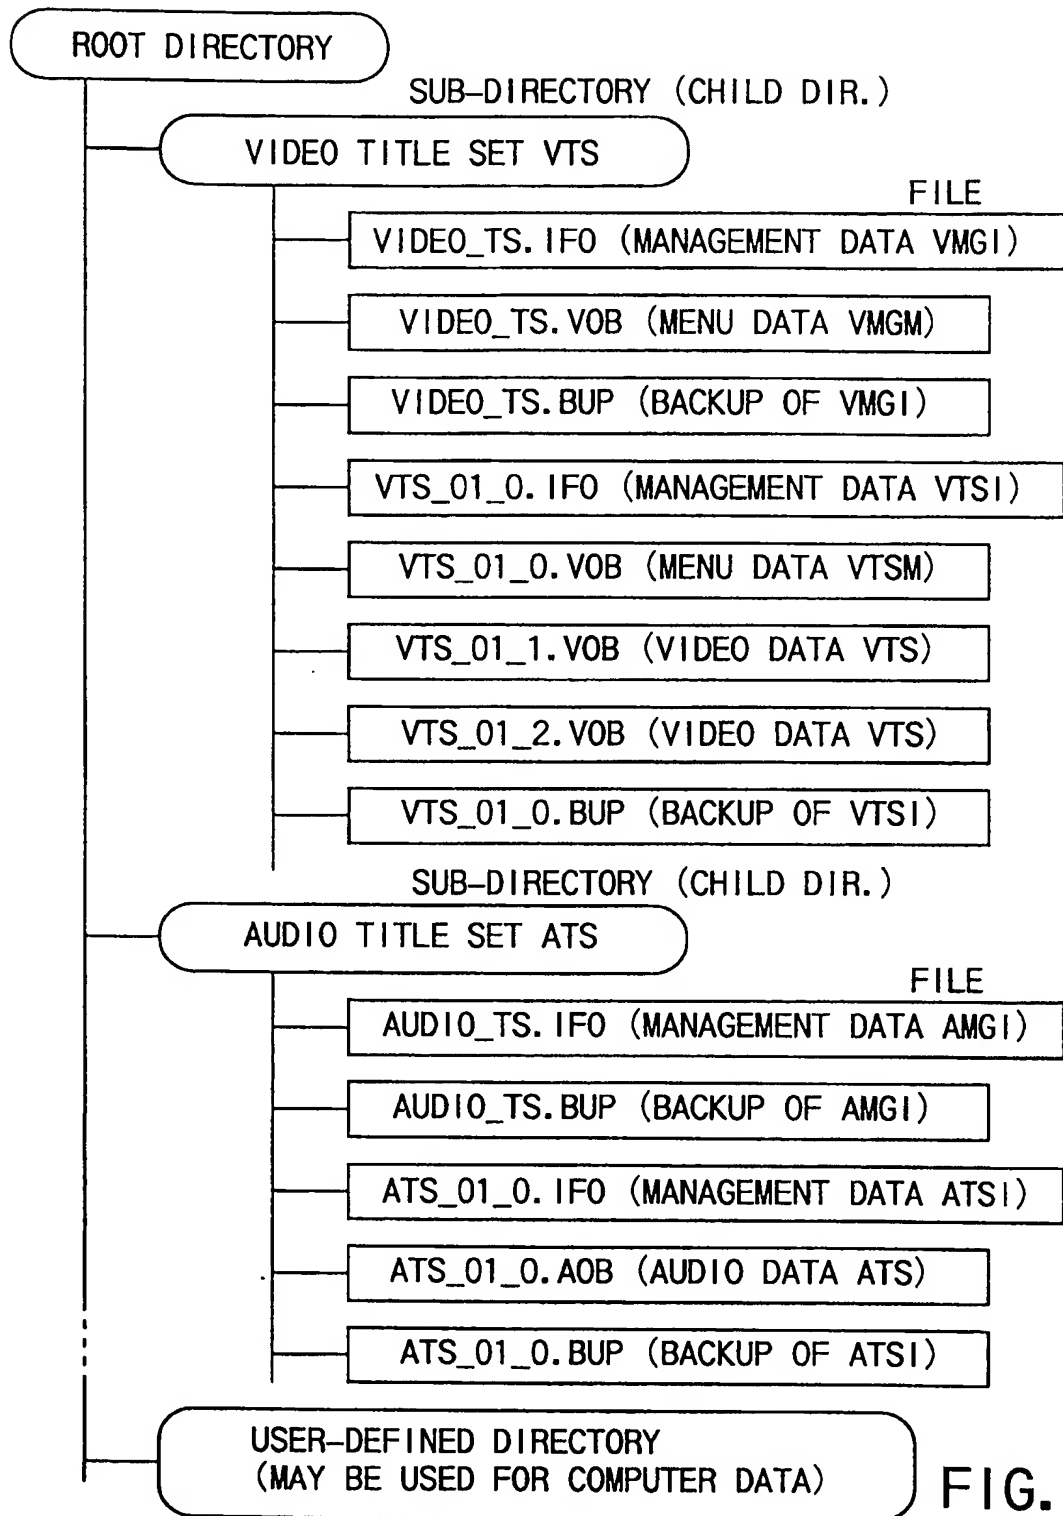 ROOT DIRECTORY
SUB-DIRECTORY (CHILD DIR.)
VIDEO TITLE SET VTS
FILE
VIDEO_TS.IFO (MANAGEMENT DATA VMGI)
VIDEO_TS.VOB (MENU DATA VMGM)
VIDEO_TS.BUP (BACKUP OF VMGI)
VTS_01_0.IFO (MANAGEMENT DATA VTSI)
VTS_01_0.VOB (MENU DATA VTSM)
VTS_01_1.VOB (VIDEO DATA VTS)
VTS_01_2.VOB (VIDEO DATA VTS)
VTS_01_0.BUP (BACKUP OF VTSI)
SUB-DIRECTORY (CHILD DIR.)
AUDIO TITLE SET ATS
FILE
AUDIO_TS.IFO (MANAGEMENT DATA AMGI)
AUDIO_TS.BUP (BACKUP OF AMGI)
ATS_01_0.IFO (MANAGEMENT DATA ATSI)
ATS_01_0.AOB (AUDIO DATA ATS)
ATS_01_0.BUP (BACKUP OF ATSI)
USER-DEFINED DIRECTORY
(MAY BE USED FOR COMPUTER DATA)
FIG.